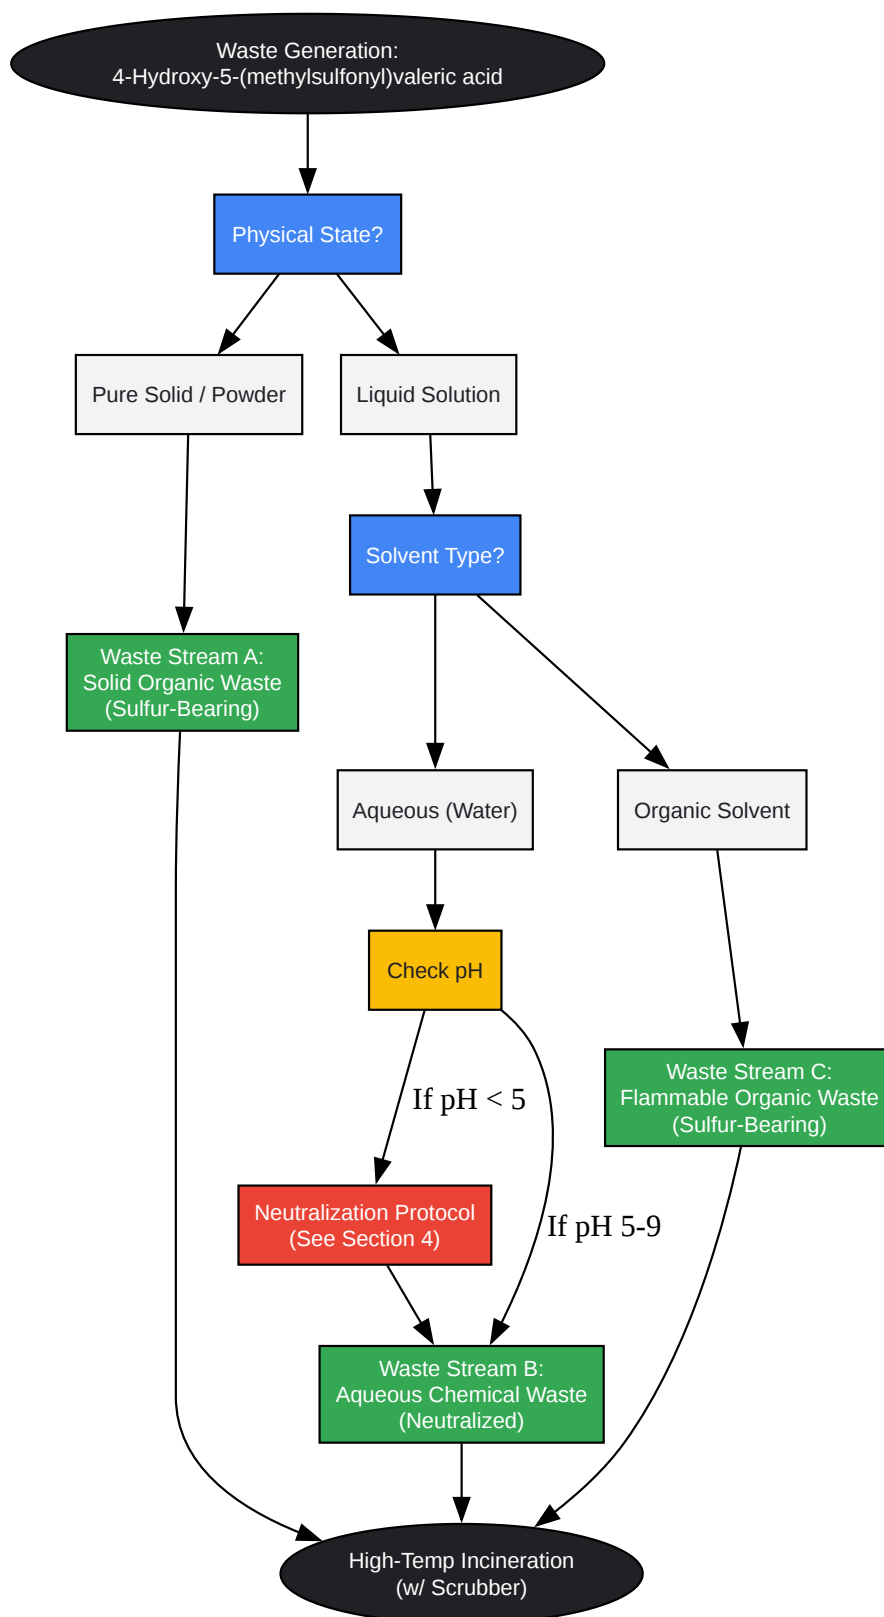 Waste Generation:
4-Hydroxy-5-(methylsulfonyl)valeric acid
Physical State?
Pure Solid / Powder
Liquid Solution
Solvent Type?
Waste Stream A:
Solid Organic Waste
(Sulfur-Bearing)
Aqueous (Water)
Organic Solvent
Check pH
If pH < 5
Waste Stream C:
Flammable Organic Waste
(Sulfur-Bearing)
Neutralization Protocol
(See Section 4)
If pH 5-9
Waste Stream B:
Aqueous Chemical Waste
(Neutralized)
High-Temp Incineration
(w/ Scrubber)